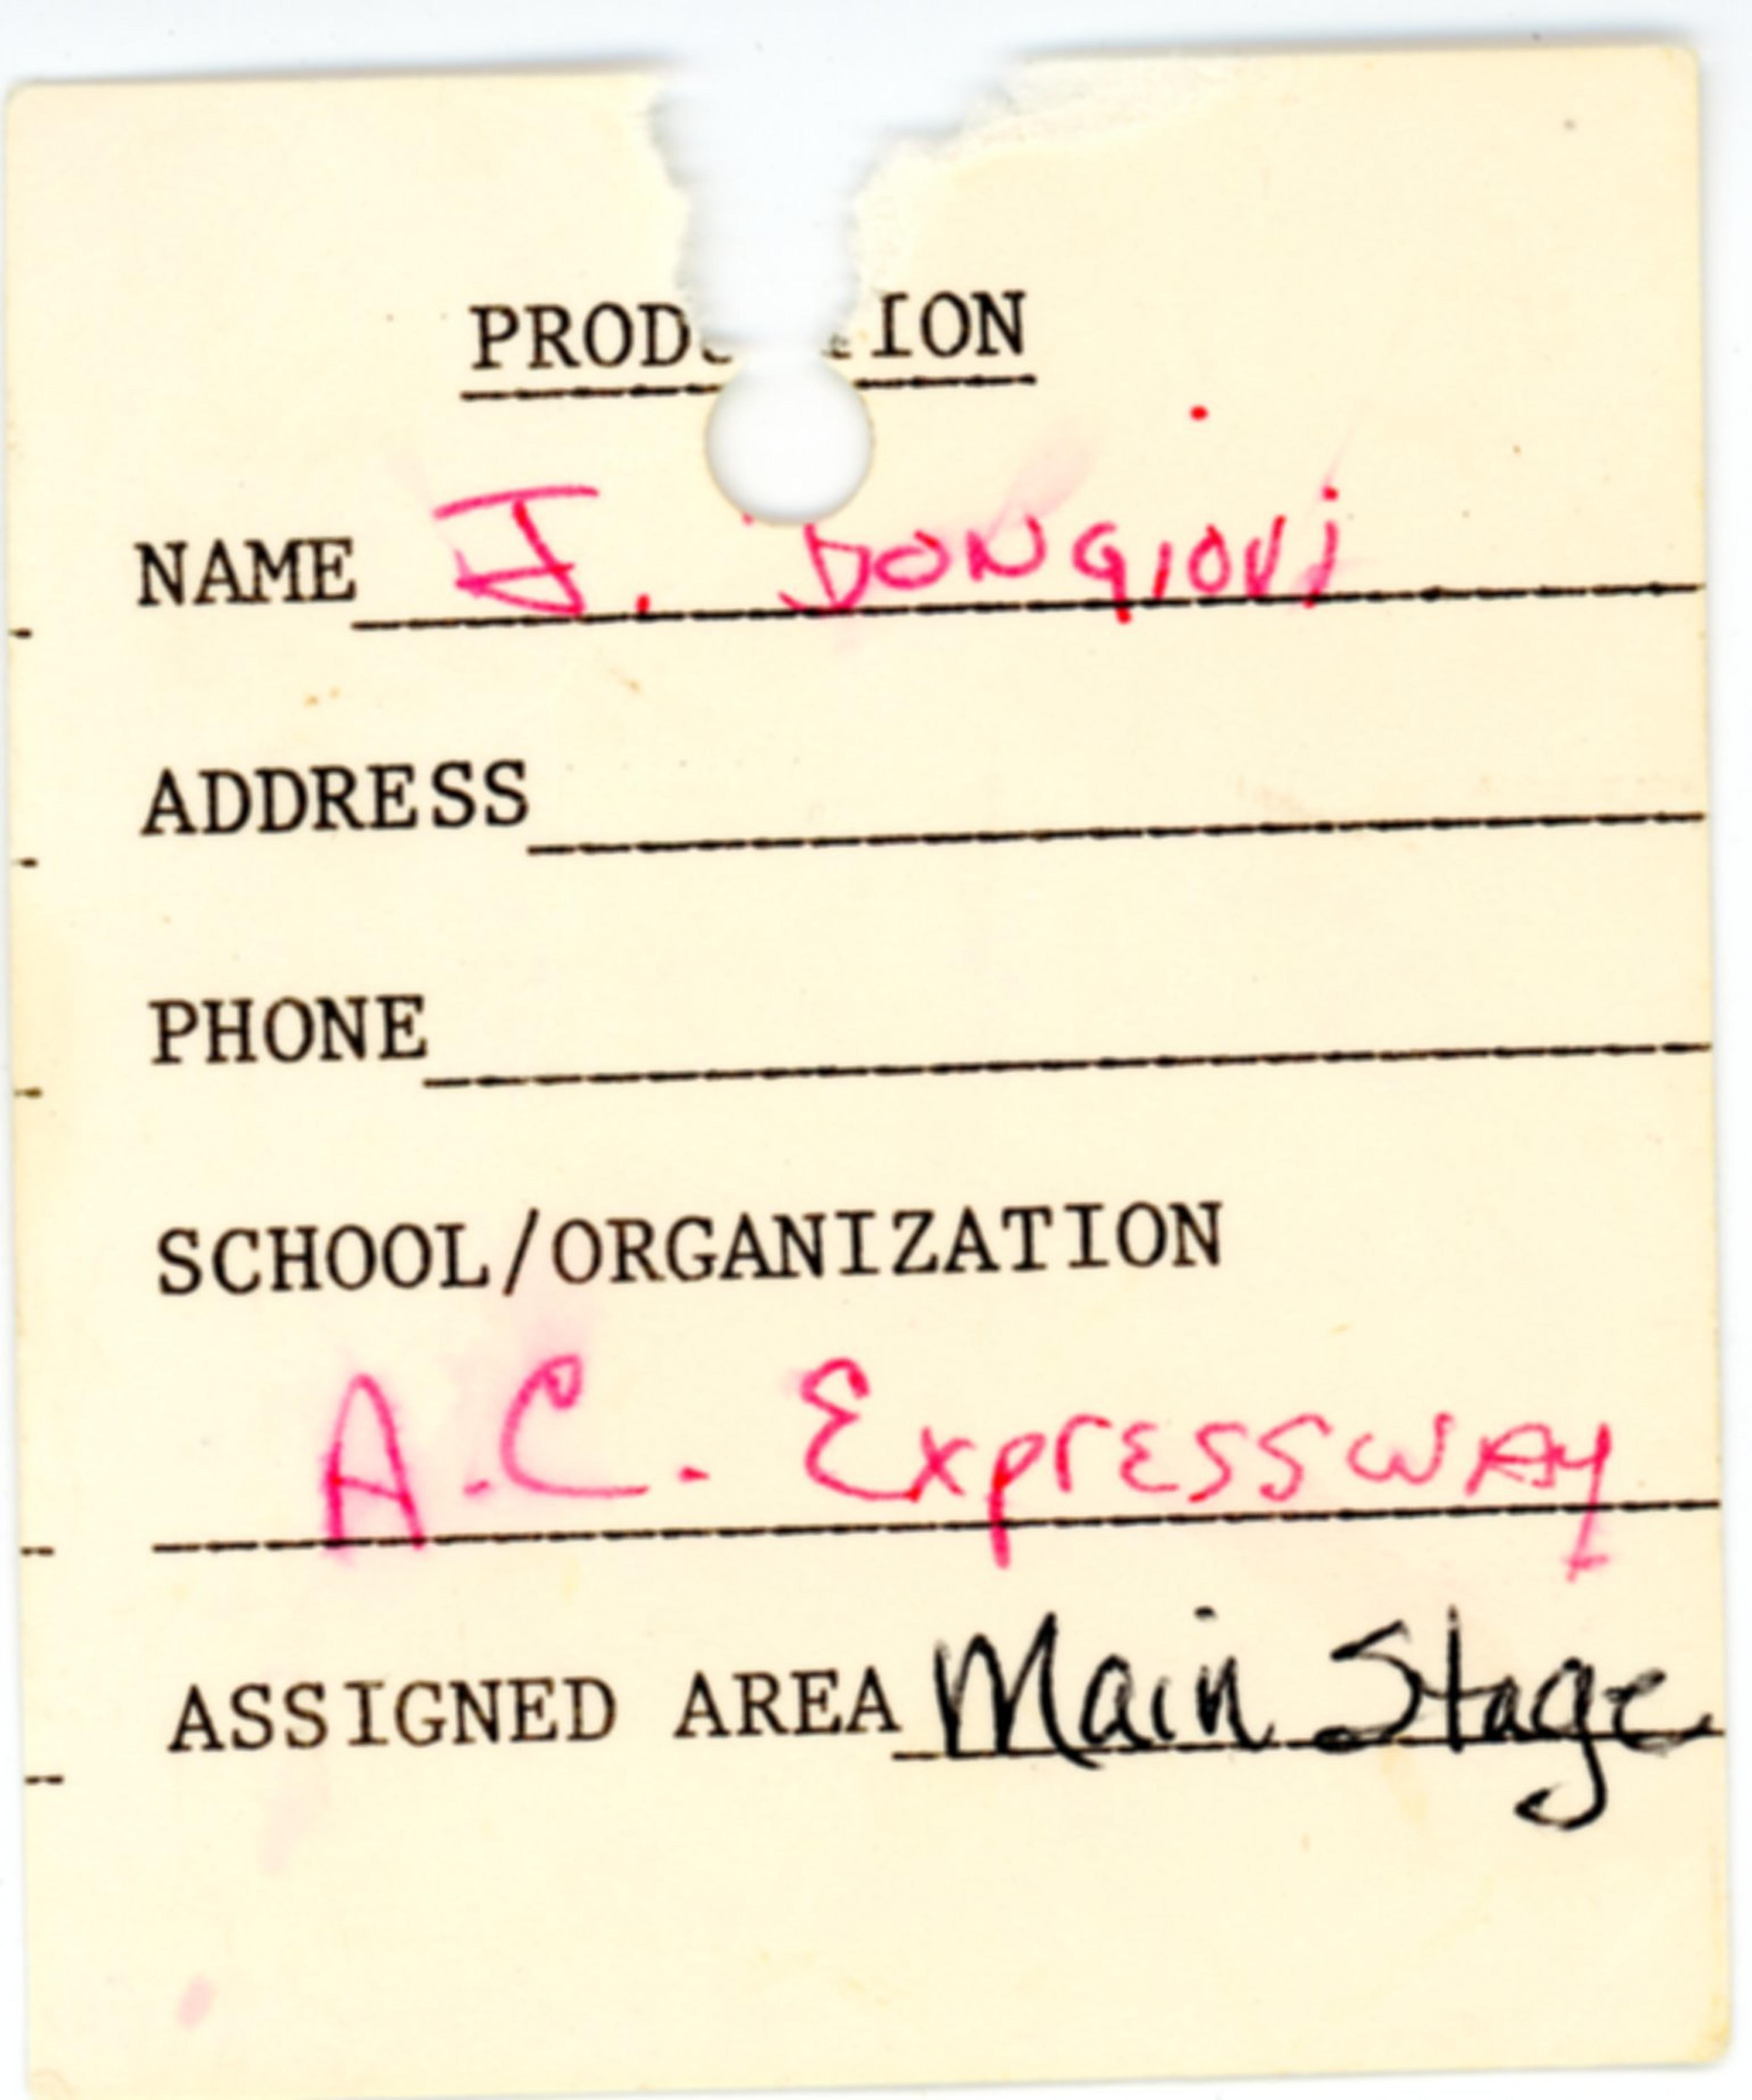 PRODUCTION
NAME J. Bongiovi
ADDRESS
PHONE
SCHOOL/ORGANIZATION
A.C. Expressway
ASSIGNED AREA Main Stage